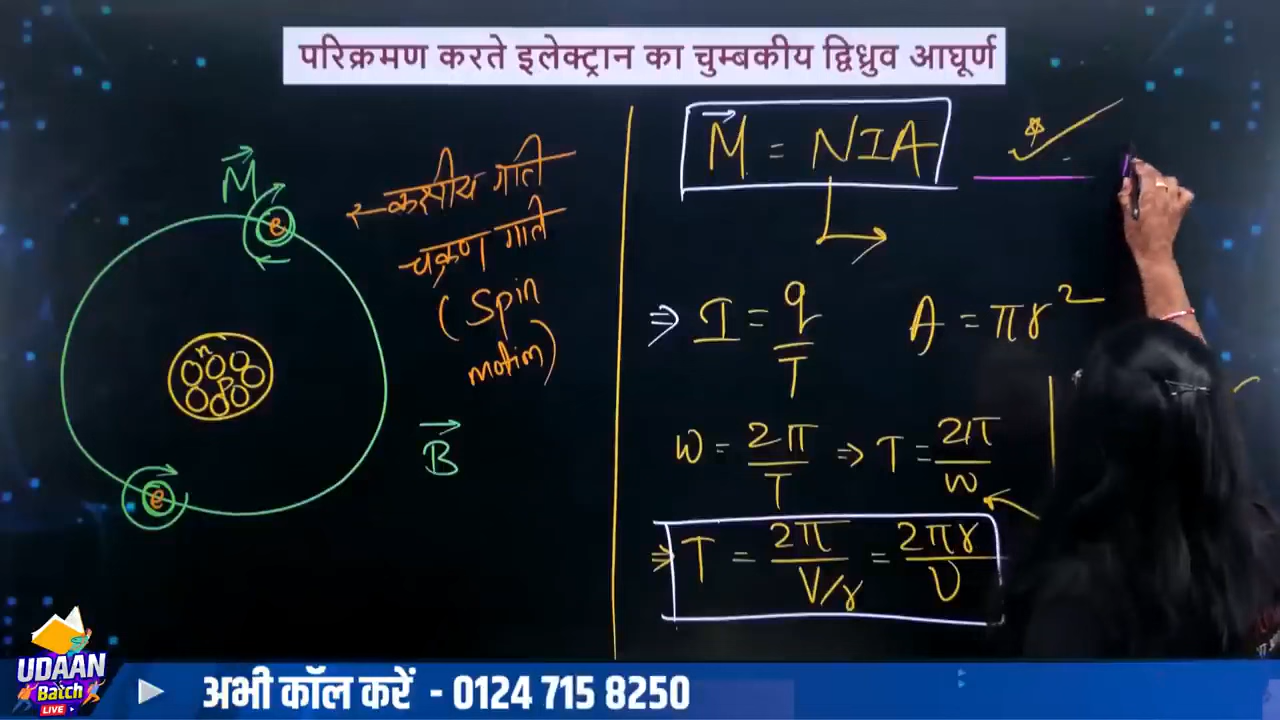 परिक्रमण करते इलेक्ट्रान का चुम्बकीय द्विध्रुव आघूर्ण
M
e
कक्षीय गति
चक्रण गति
(Spin
motion)
n
p
B
e
M = NIA
⇒ I = q/T A = πr²
W = 2π/T ⇒ T = 2π/W
⇒ T = 2π/V/r = 2πr/V
UDAAN
Batch
LIVE
अभी कॉल करें - 0124 715 8250